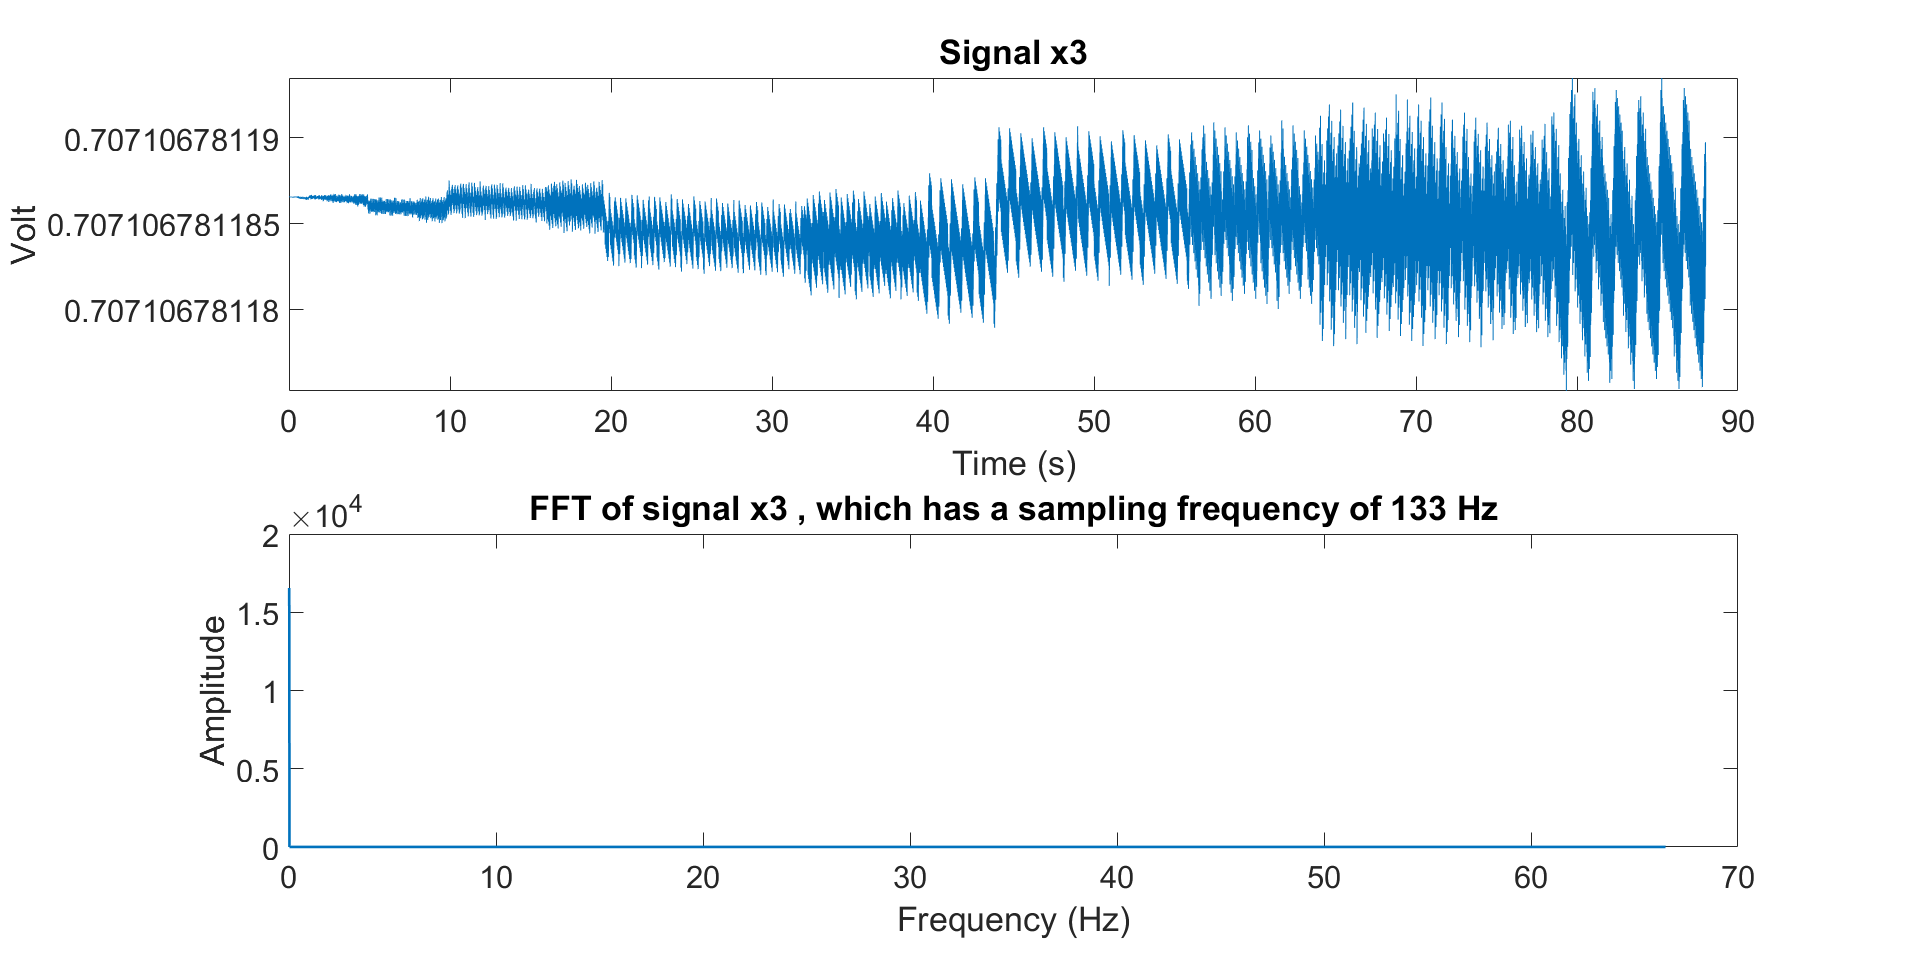 Signal x3
Volt
0.70710678119
0.707106781185
0.70710678118
0 10 20 30 40 50 60 70 80 90
Time (s)
FFT of signal x3 , which has a sampling frequency of 133 Hz
×10^4
Amplitude
2
1.5
1
0.5
0
0 10 20 30 40 50 60 70
Frequency (Hz)